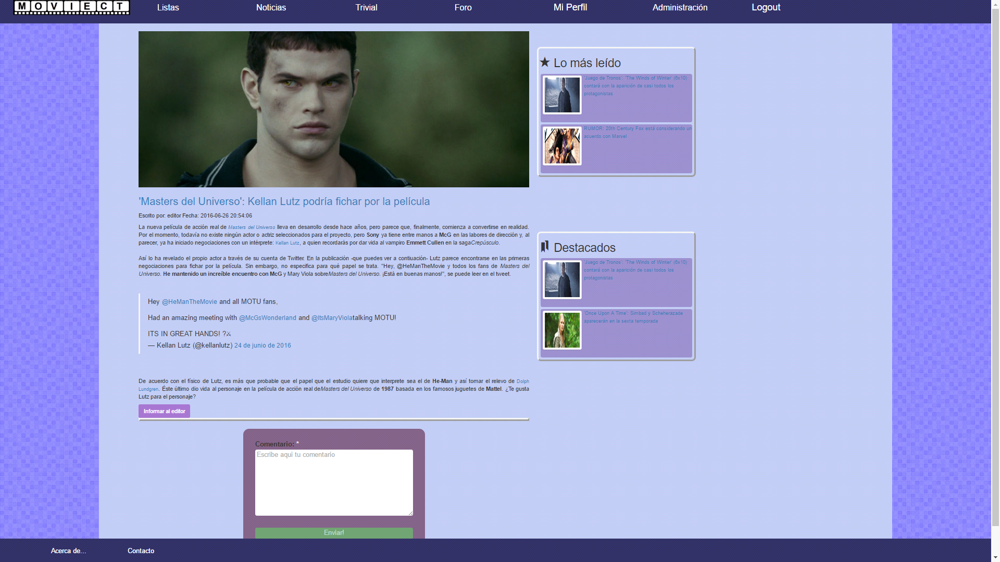 MOVIECT
Listas
Noticias
Trivial
Foro
Mi Perfil
Administración
Logout
'Masters del Universo': Kellan Lutz podría fichar por la película
Escrito por: editor Fecha: 2016-06-26 20:54:06
La nueva película de acción real de Masters del Universo lleva en desarrollo desde hace años, pero parece que, finalmente, comienza a convertirse en realidad.
Por el momento, todavía no existe ningún actor o actriz seleccionados para el proyecto, pero Sony ya tiene entre manos a McG en las labores de dirección y, al
parecer, ya ha iniciado negociaciones con un intérprete: Kellan Lutz, a quien recordarás por dar vida al vampiro Emmett Cullen en la sagaCrepúsculo.
Así lo ha revelado el propio actor a través de su cuenta de Twitter. En la publicación -que puedes ver a contiuación- Lutz parece encontrarse en las primeras
negociaciones para fichar por la película. Sin embargo, no especifica para qué papel se trata. "Hey, @HeManTheMovie y todos los fans de Masters del
Universo. He mantenido un increíble encuentro con McG y Mary Viola sobreMasters del Universo. ¡Está en buenas manos!", se puede leer en el tweet.
Hey @HeManTheMovie and all MOTU fans,
Had an amazing meeting with @McGsWonderland and @ItsMaryViolatalking MOTU!
ITS IN GREAT HANDS! ?⚔
— Kellan Lutz (@kellanlutz) 24 de junio de 2016
De acuerdo con el físico de Lutz, es más que probable que el papel que el estudio quiere que interprete sea el de He-Man y así tomar el relevo de Dolph
Lundgren. Éste último dio vida al personaje en la película de acción real deMasters del Universo de 1987 basada en los famosos juguetes de Mattel. ¿Te gusta
Lutz para el personaje?
Informar al editor
Comentario: *
Escribe aqui tu comentario
Enviar!
Lo más leído
'Juego de Tronos': 'The Winds of Winter' (6x10)
contará con la aparición de casi todos los
protagonistas
RUMOR: 20th Century Fox está considerando un
acuerdo con Marvel
Destacados
'Juego de Tronos': 'The Winds of Winter' (6x10)
contará con la aparición de casi todos los
protagonistas
'Once Upon A Time': Simbad y Scheherazade
aparecerán en la sexta temporada
Acerca de...
Contacto